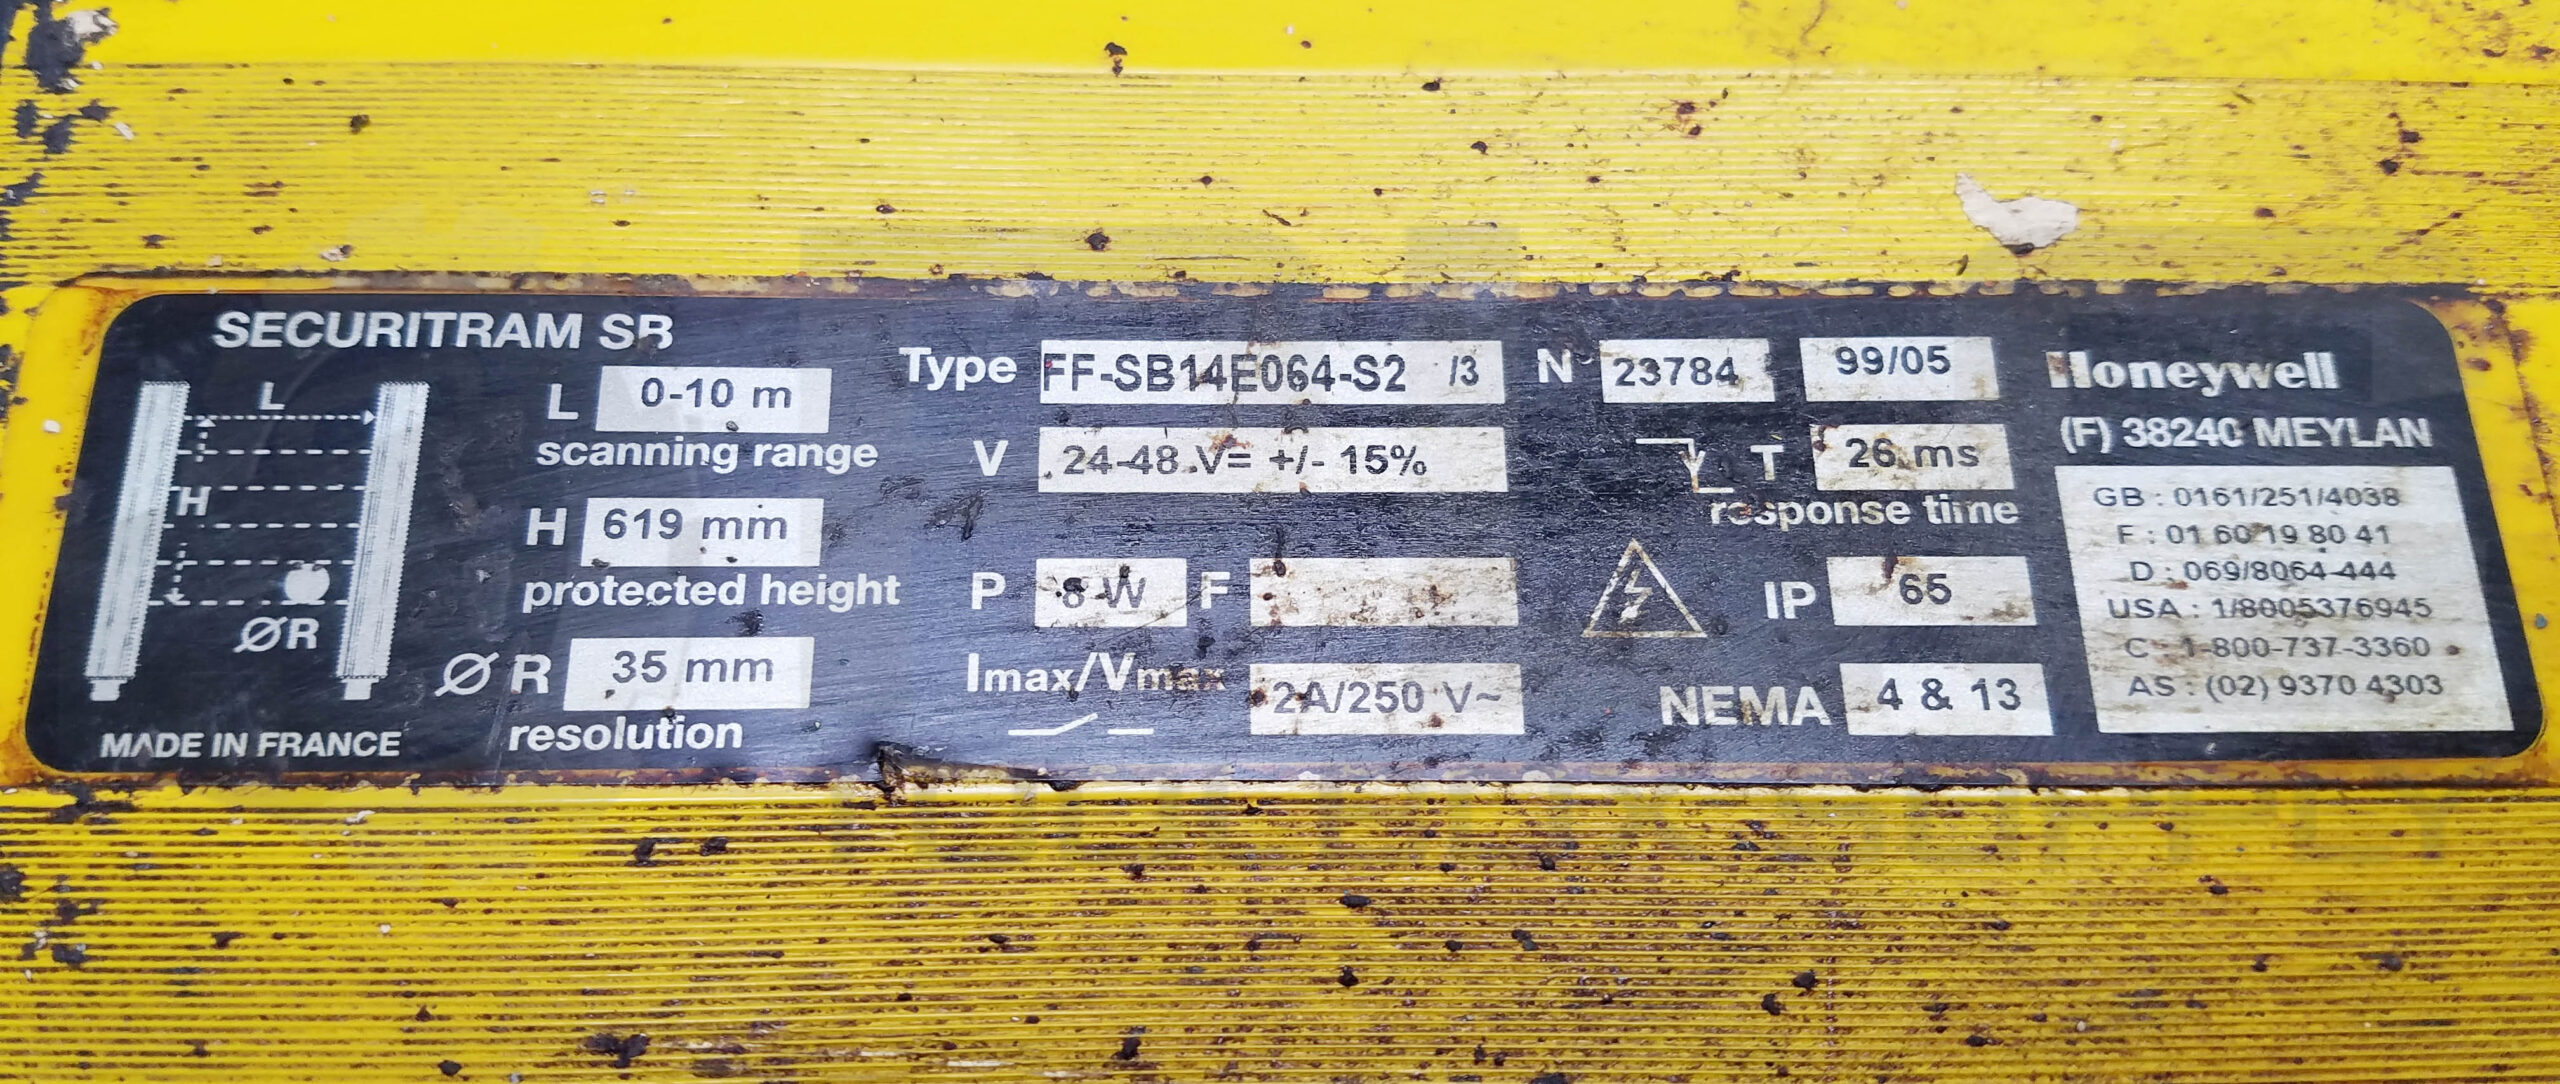 SECURITRAM SB
L
H
ØR
MADE IN FRANCE
L 0-10 m
scanning range
H 619 mm
protected height
Ø R 35 mm
resolution
Type FF-SB14E064-S2 /3
V 24-48 V= +/- 15%
P 8 W F
Imax/Vmax 2A/250 V~
N° 23784 99/05
T 26 ms
response time
IP 65
NEMA 4 & 13
Honeywell
(F) 38240 MEYLAN
GB : 0161/251/4038
F : 01 60 19 80 41
D : 069/8064-444
USA : 1/8005376945
C : 1-800-737-3360
AS : (02) 9370 4303